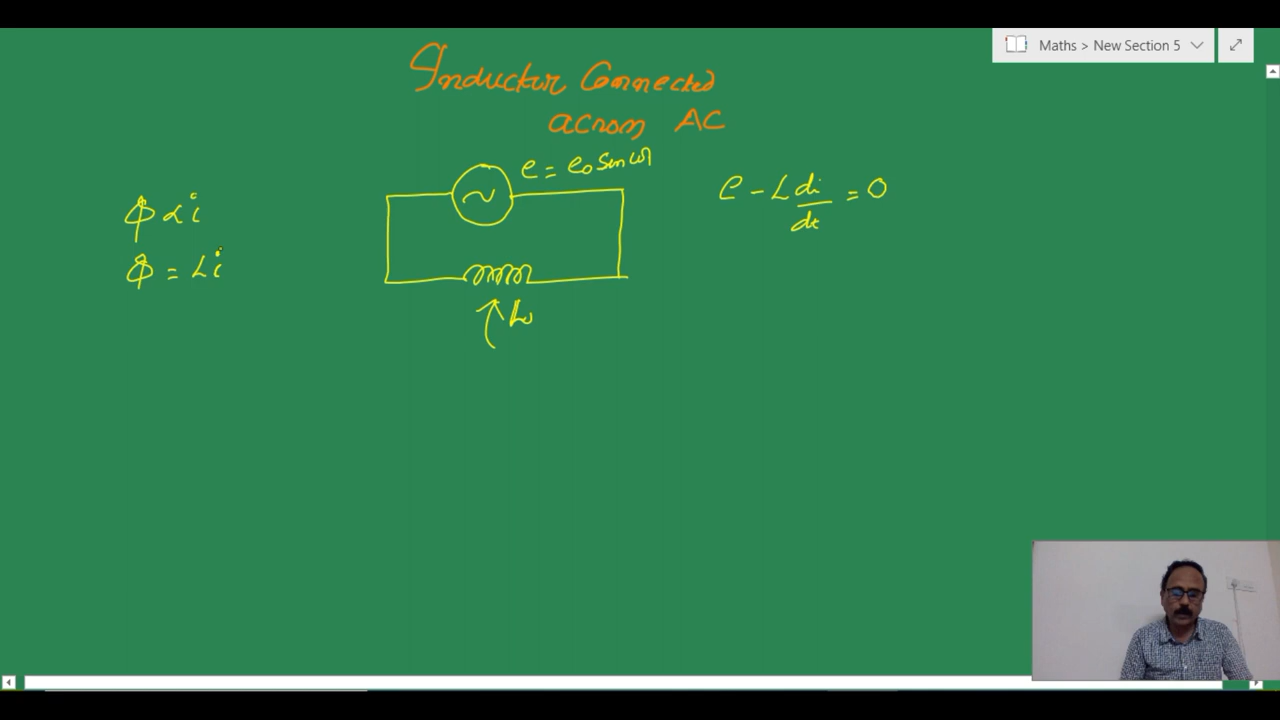 Maths > New Section 5
Inductor Connected
across AC
e = e₀ sin ωt
e - L di/dt = 0
φ ∝ i
φ = Li
L